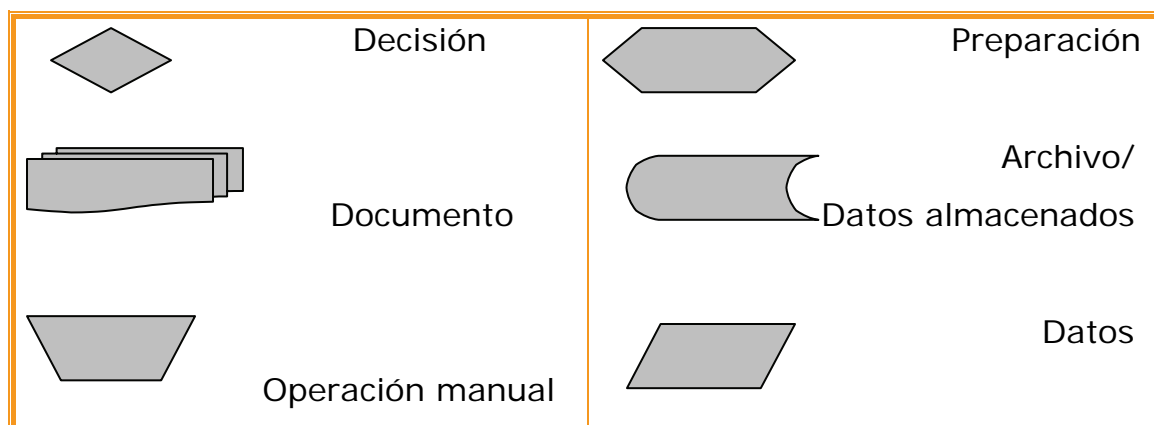 Decisión
Documento
Operación manual
Preparación
Archivo/
Datos almacenados
Datos